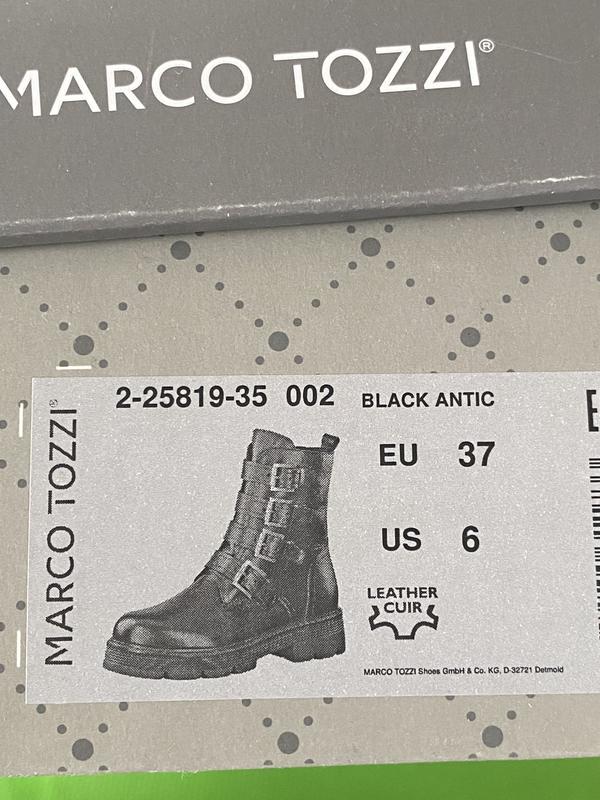 MARCO TOZZI®
2-25819-35 002 BLACK ANTIC
MARCO TOZZI®
EU 37
US 6
LEATHER
CUIR
MARCO TOZZI Shoes GmbH & Co. KG, D-32721 Detmold